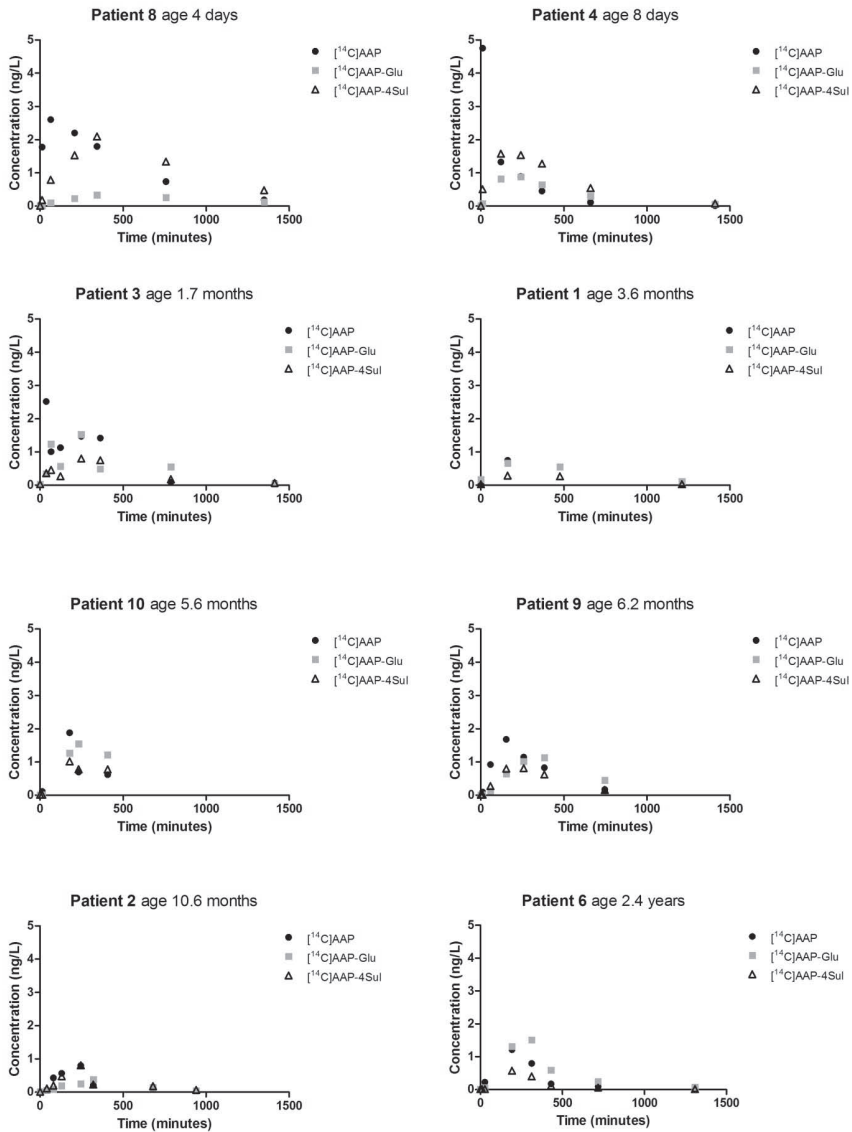 Patient 8 age 4 days
Concentration (ng/L)
5
4
3
2
1
0
0 500 1000 1500
Time (minutes)
[14C]AAP
[14C]AAP-Glu
[14C]AAP-4Sul
Patient 4 age 8 days
Concentration (ng/L)
5
4
3
2
1
0
0 500 1000 1500
Time (minutes)
[14C]AAP
[14C]AAP-Glu
[14C]AAP-4Sul
Patient 3 age 1.7 months
Concentration (ng/L)
5
4
3
2
1
0
0 500 1000 1500
Time (minutes)
[14C]AAP
[14C]AAP-Glu
[14C]AAP-4Sul
Patient 1 age 3.6 months
Concentration (ng/L)
5
4
3
2
1
0
0 500 1000 1500
Time (minutes)
[14C]AAP
[14C]AAP-Glu
[14C]AAP-4Sul
Patient 10 age 5.6 months
Concentration (ng/L)
5
4
3
2
1
0
0 500 1000 1500
Time (minutes)
[14C]AAP
[14C]AAP-Glu
[14C]AAP-4Sul
Patient 9 age 6.2 months
Concentration (ng/L)
5
4
3
2
1
0
0 500 1000 1500
Time (minutes)
[14C]AAP
[14C]AAP-Glu
[14C]AAP-4Sul
Patient 2 age 10.6 months
Concentration (ng/L)
5
4
3
2
1
0
0 500 1000 1500
Time (minutes)
[14C]AAP
[14C]AAP-Glu
[14C]AAP-4Sul
Patient 6 age 2.4 years
Concentration (ng/L)
5
4
3
2
1
0
0 500 1000 1500
Time (minutes)
[14C]AAP
[14C]AAP-Glu
[14C]AAP-4Sul